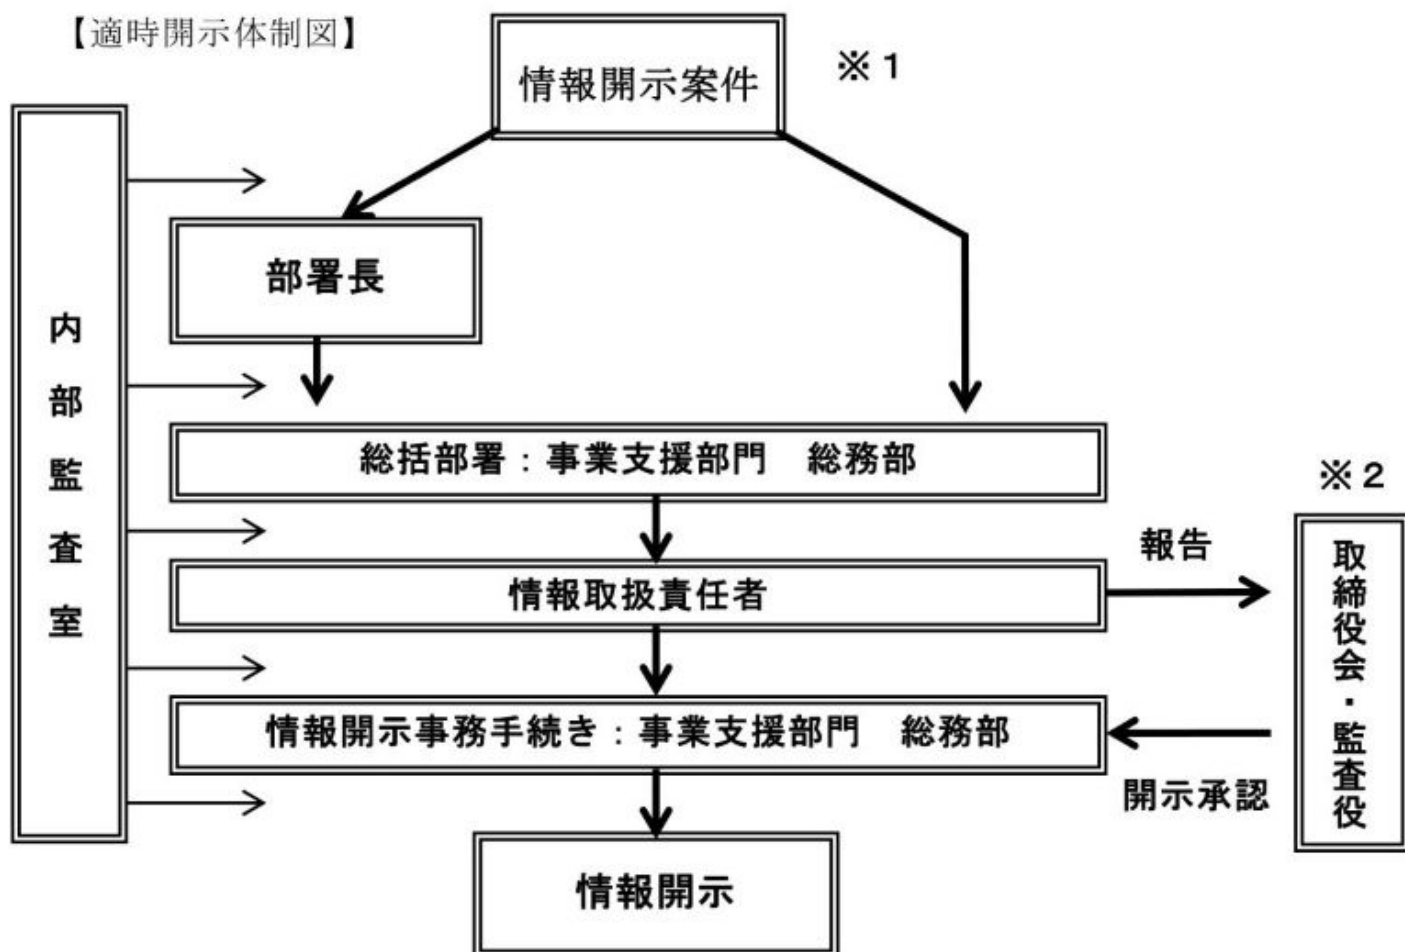 【適時開示体制図】
情報開示案件
※１
部署長
内部監査室
総括部署：事業支援部門　総務部
※２
情報取扱責任者
報告
取締役会・監査役
情報開示事務手続き：事業支援部門　総務部
開示承認
情報開示